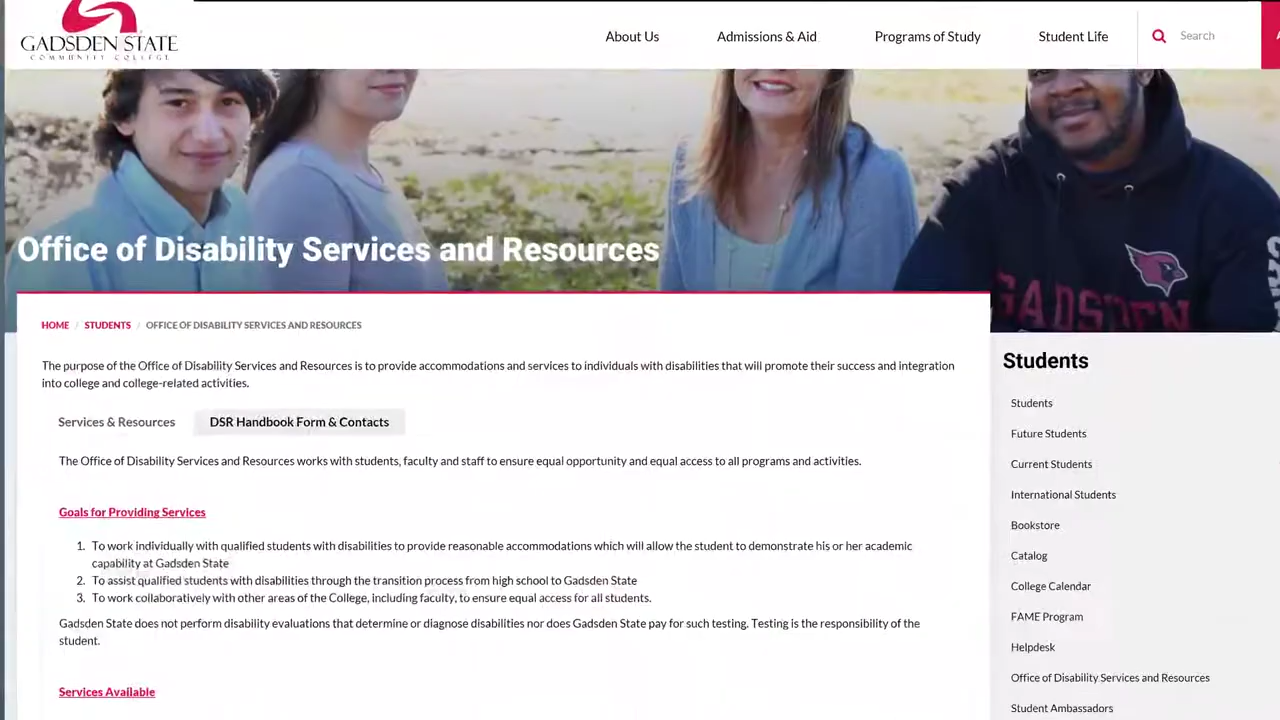 GADSDEN STATE
COMMUNITY COLLEGE
About Us
Admissions & Aid
Programs of Study
Student Life
Search
GADSDEN
Office of Disability Services and Resources
HOME / STUDENTS / OFFICE OF DISABILITY SERVICES AND RESOURCES
The purpose of the Office of Disability Services and Resources is to provide accommodations and services to individuals with disabilities that will promote their success and integration
into college and college-related activities.
Services & Resources
DSR Handbook Form & Contacts
The Office of Disability Services and Resources works with students, faculty and staff to ensure equal opportunity and equal access to all programs and activities.
Goals for Providing Services
1. To work individually with qualified students with disabilities to provide reasonable accommodations which will allow the student to demonstrate his or her academic
capability at Gadsden State
2. To assist qualified students with disabilities through the transition process from high school to Gadsden State
3. To work collaboratively with other areas of the College, including faculty, to ensure equal access for all students.
Gadsden State does not perform disability evaluations that determine or diagnose disabilities nor does Gadsden State pay for such testing. Testing is the responsibility of the
student.
Services Available
Students
Students
Future Students
Current Students
International Students
Bookstore
Catalog
College Calendar
FAME Program
Helpdesk
Office of Disability Services and Resources
Student Ambassadors